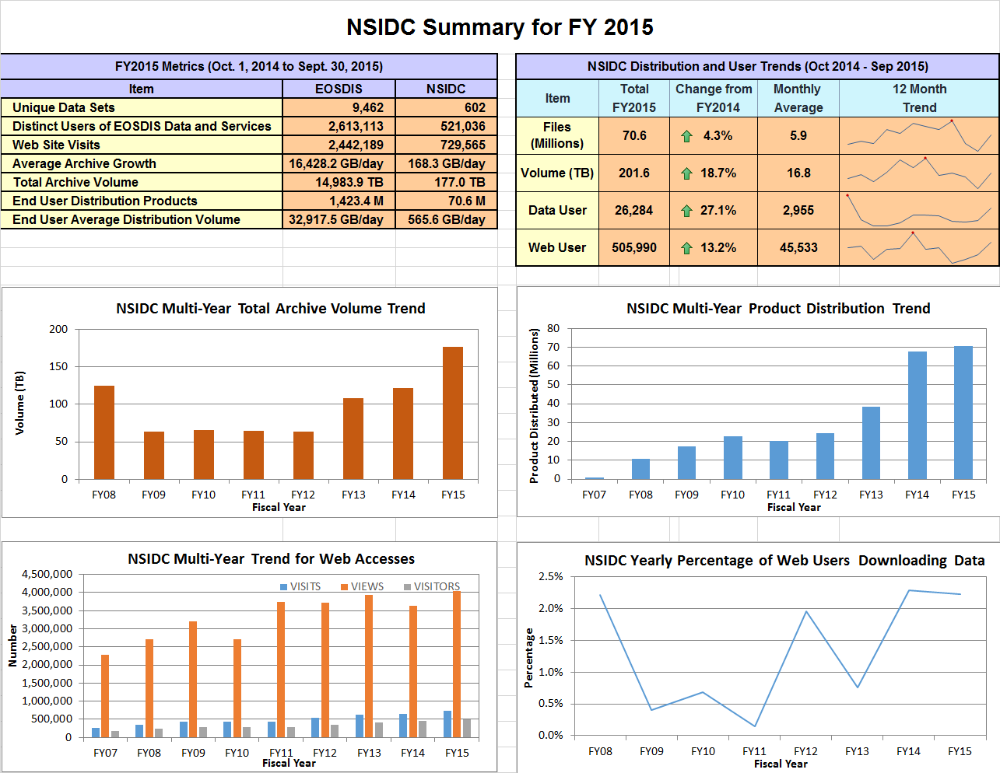 NSIDC Summary for FY 2015
FY2015 Metrics (Oct. 1, 2014 to Sept. 30, 2015)
Item EOSDIS NSIDC
Unique Data Sets 9,462 602
Distinct Users of EOSDIS Data and Services 2,613,113 521,036
Web Site Visits 2,442,189 729,565
Average Archive Growth 16,428.2 GB/day 168.3 GB/day
Total Archive Volume 14,983.9 TB 177.0 TB
End User Distribution Products 1,423.4 M 70.6 M
End User Average Distribution Volume 32,917.5 GB/day 565.6 GB/day
NSIDC Distribution and User Trends (Oct 2014 - Sep 2015)
Item Total FY2015 Change from FY2014 Monthly Average 12 Month Trend
Files (Millions) 70.6 4.3% 5.9
Volume (TB) 201.6 18.7% 16.8
Data User 26,284 27.1% 2,955
Web User 505,990 13.2% 45,533
NSIDC Multi-Year Total Archive Volume Trend
Volume (TB)
200
150
100
50
0
FY08 FY09 FY10 FY11 FY12 FY13 FY14 FY15
Fiscal Year
NSIDC Multi-Year Product Distribution Trend
Product Distributed (Millions)
80
70
60
50
40
30
20
10
0
FY07 FY08 FY09 FY10 FY11 FY12 FY13 FY14 FY15
Fiscal Year
NSIDC Multi-Year Trend for Web Accesses
VISITS VIEWS VISITORS
Number
4,500,000
4,000,000
3,500,000
3,000,000
2,500,000
2,000,000
1,500,000
1,000,000
500,000
0
FY07 FY08 FY09 FY10 FY11 FY12 FY13 FY14 FY15
Fiscal Year
NSIDC Yearly Percentage of Web Users Downloading Data
Percentage
2.5%
2.0%
1.5%
1.0%
0.5%
0.0%
FY08 FY09 FY10 FY11 FY12 FY13 FY14 FY15
Fiscal Year